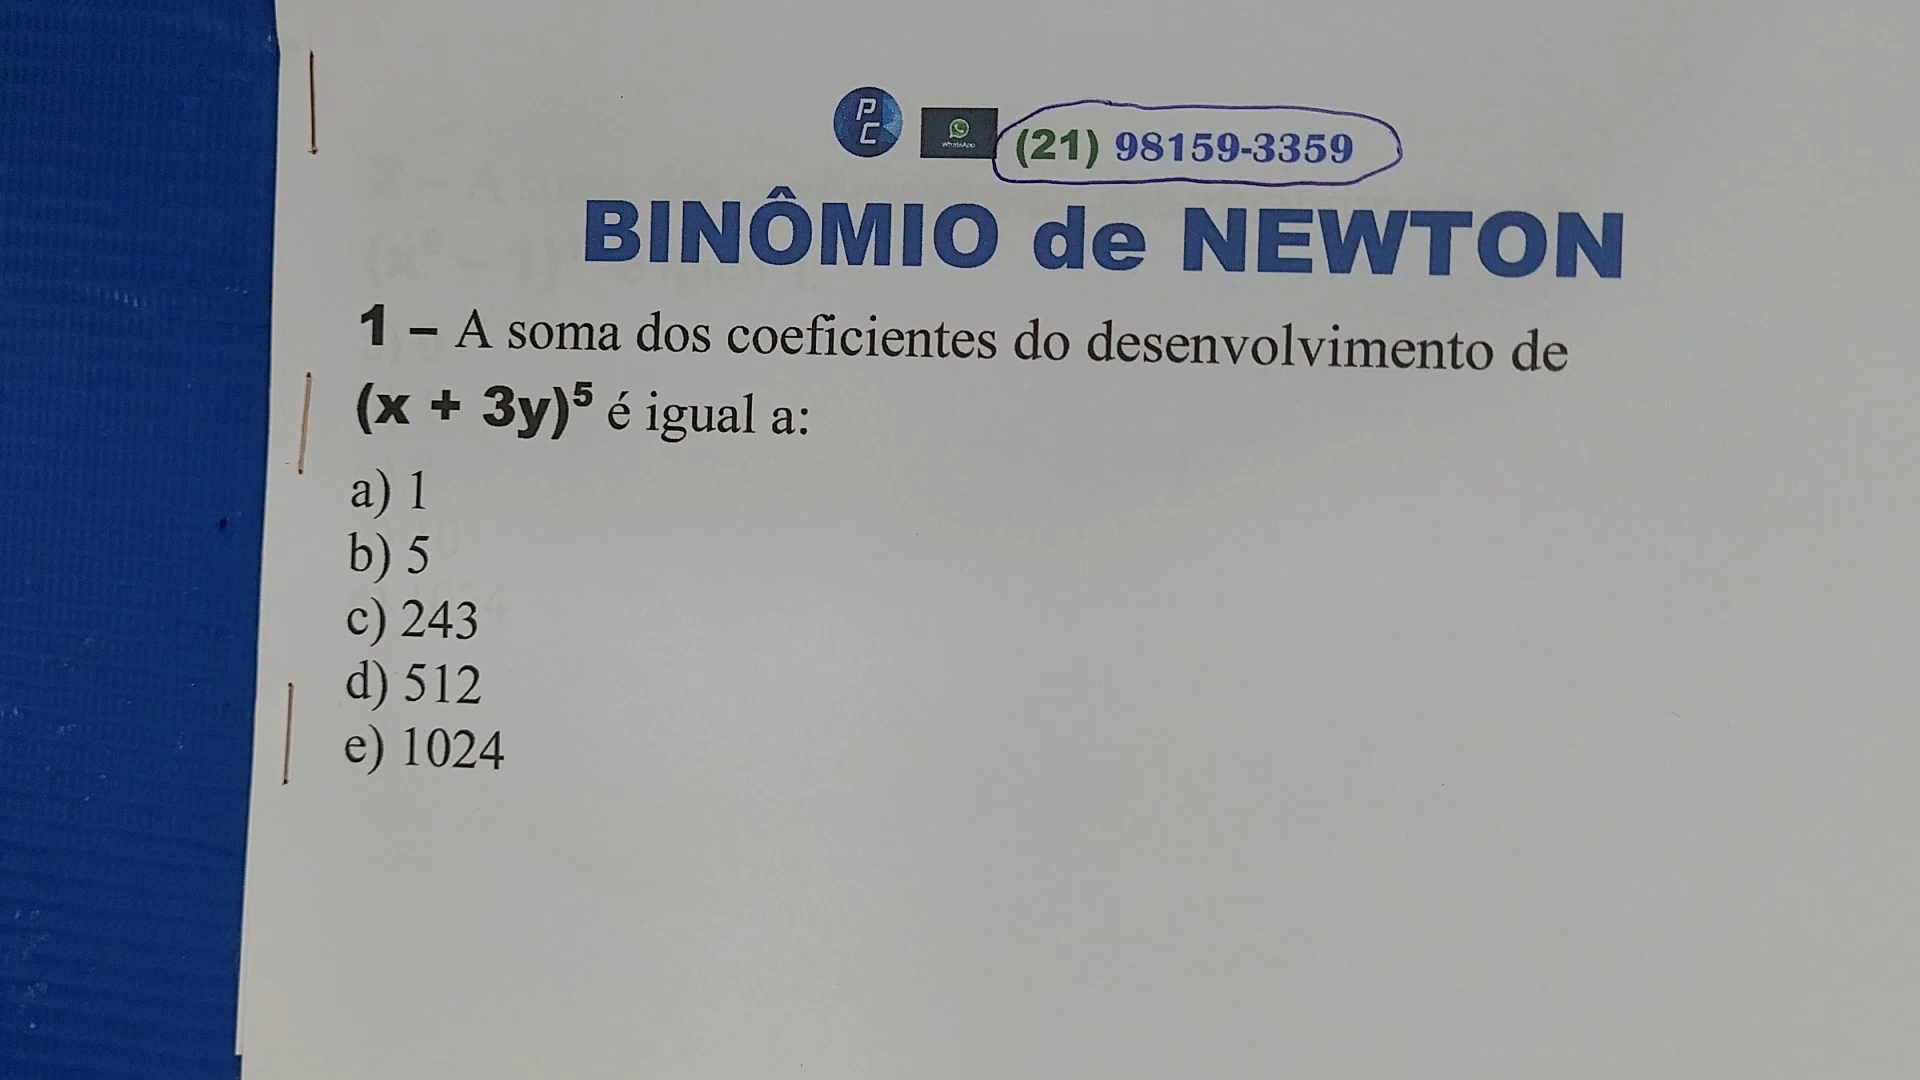 PC WhatsApp (21) 98159-3359
BINÔMIO de NEWTON
1 – A soma dos coeficientes do desenvolvimento de
(x + 3y)⁵ é igual a:
a) 1
b) 5
c) 243
d) 512
e) 1024